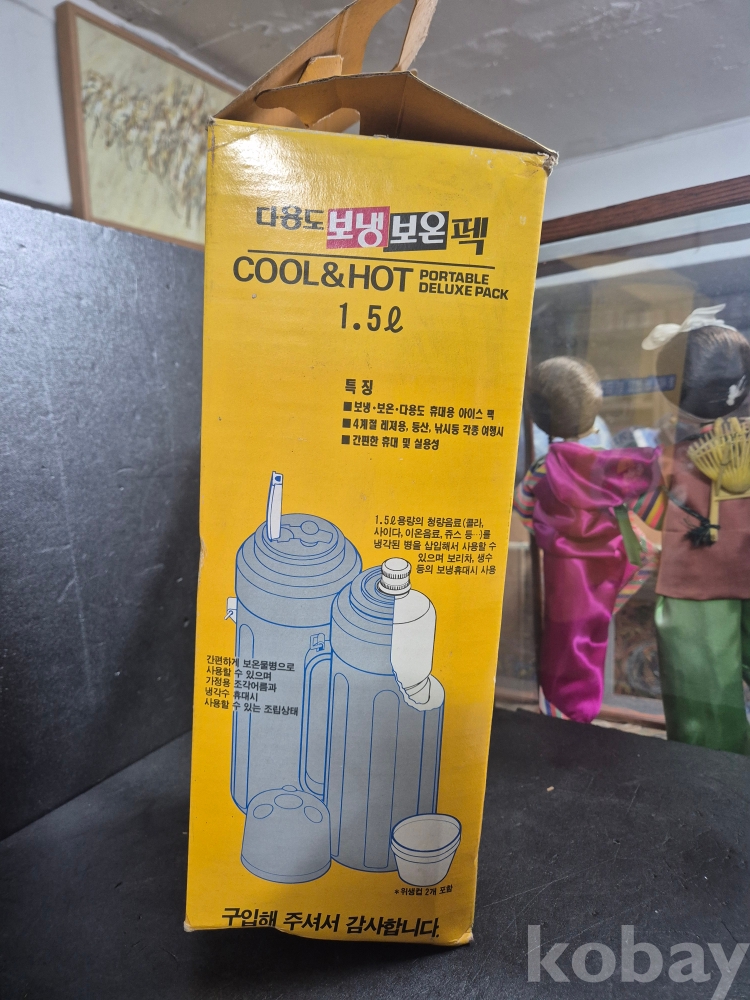 다용도 보냉 보온 펙
COOL&HOT PORTABLE DELUXE PACK
1.5ℓ
특징
■보냉·보온·다용도 휴대용 아이스 팩
■4계절 레져용, 등산, 낚시등 각종 여행시
■간편한 휴대 및 실용성
1.5ℓ용량의 청량음료(콜라,
사이다, 이온음료, 쥬스 등…)를
냉각된 병을 삽입해서 사용할 수
있으며 보리차, 생수
등의 보냉휴대시 사용
간편하게 보온물병으로
사용할 수 있으며
가정용 조각어름과
냉각수 휴대시
사용할 수 있는 조립상태
*위생컵 2개 포함
구입해 주셔서 감사합니다.
kobay